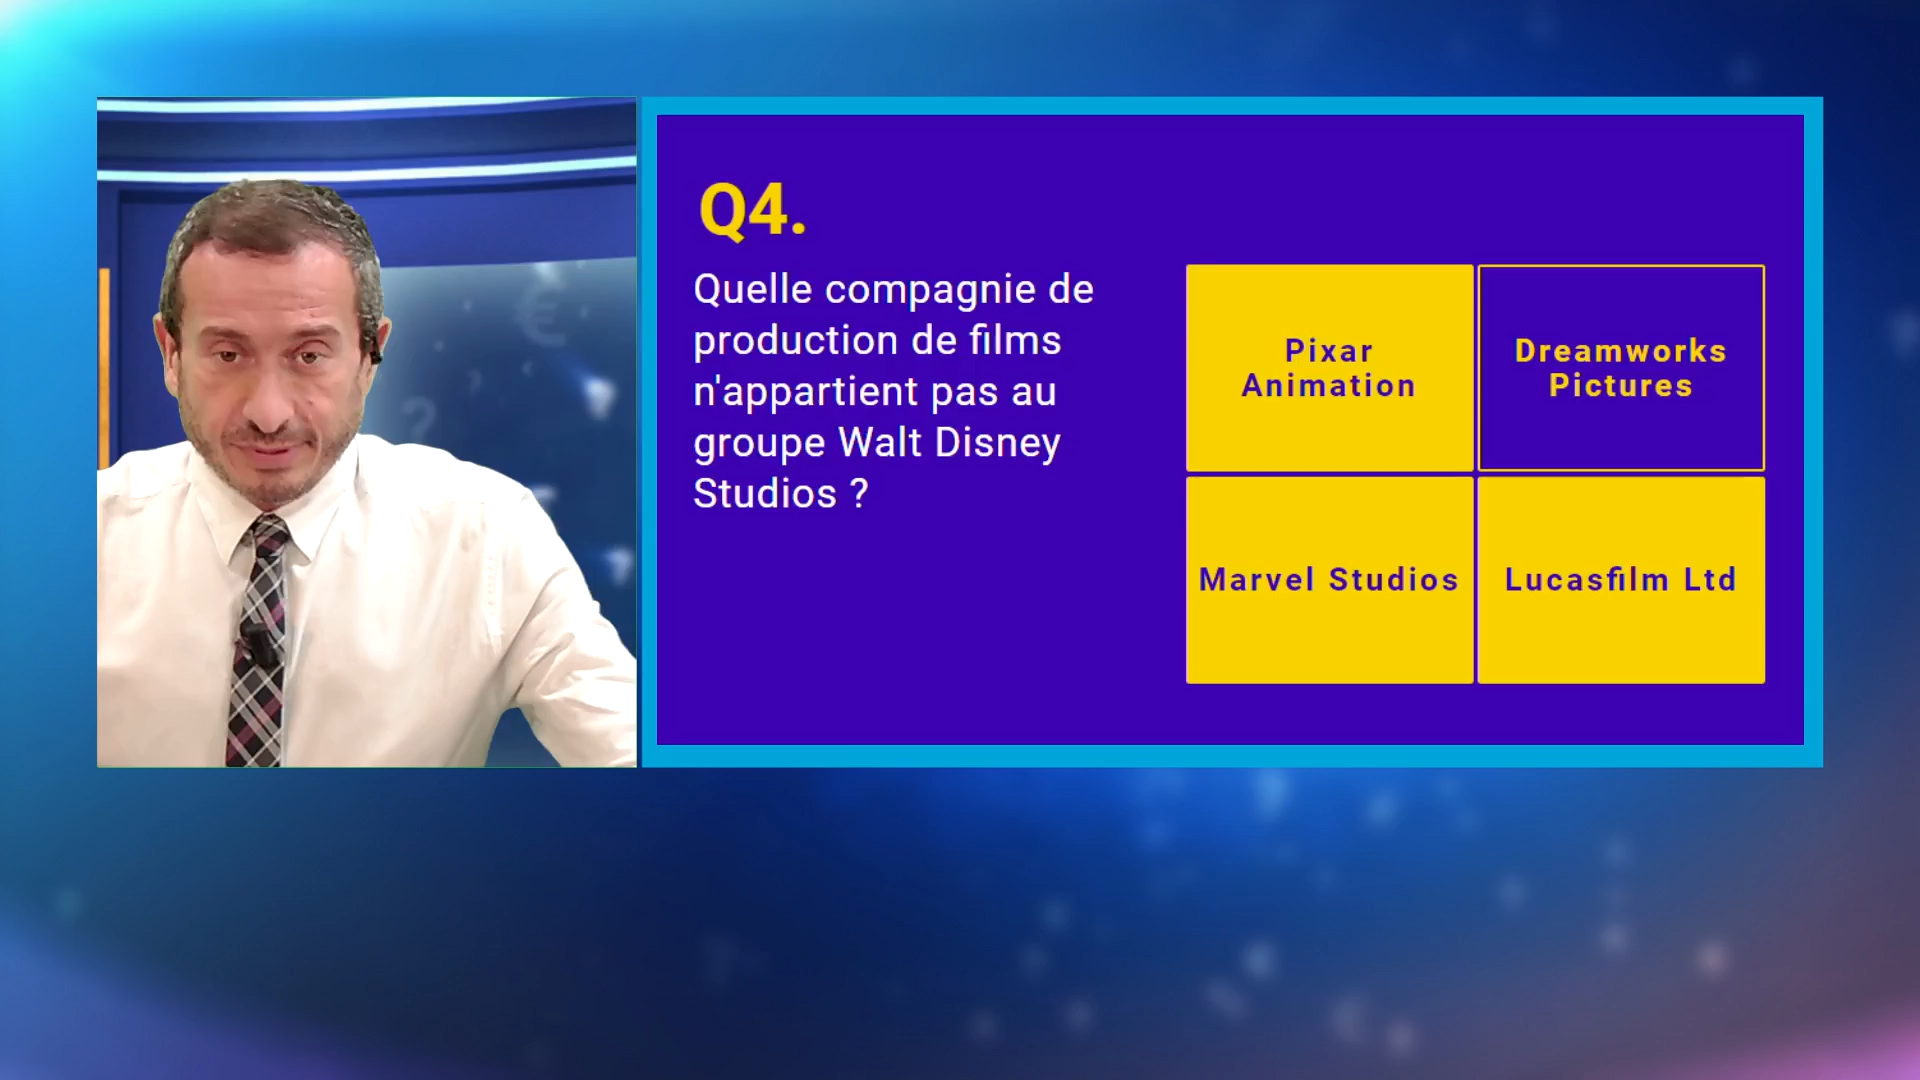 Q4.
Quelle compagnie de
production de films
n'appartient pas au
groupe Walt Disney
Studios ?
Pixar
Animation
Dreamworks
Pictures
Marvel Studios
Lucasfilm Ltd